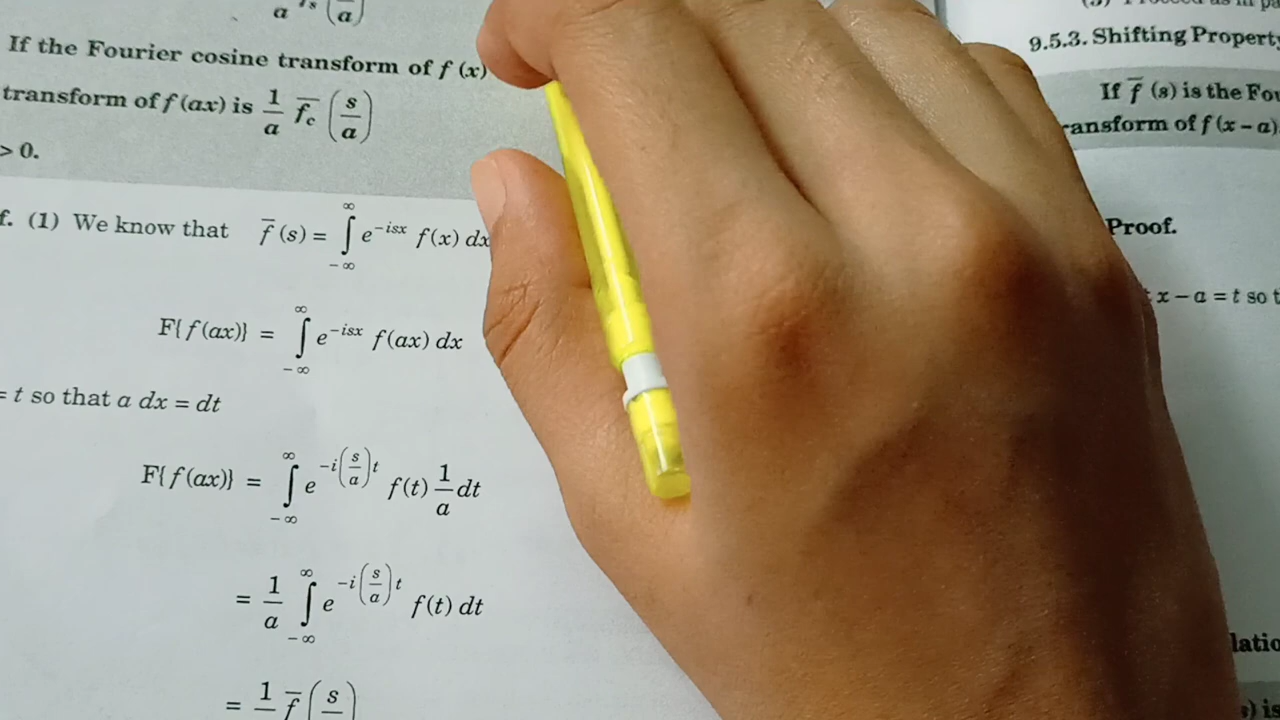 If the Fourier cosine transform of f (x)
transform of f (ax) is 1/a f̅c (s/a)
> 0.
f. (1) We know that f̅ (s) = ∫_{-∞}^{∞} e^{-isx} f(x) dx
F{ f(ax)} = ∫_{-∞}^{∞} e^{-isx} f(ax) dx
= t so that a dx = dt
F{ f(ax)} = ∫_{-∞}^{∞} e^{-i(s/a)t} f(t) 1/a dt
= 1/a ∫_{-∞}^{∞} e^{-i(s/a)t} f(t) dt
9.5.3. Shifting Property
If f̅ (s) is the
ansform of f (x – a)
Proof.
x – a = t so t